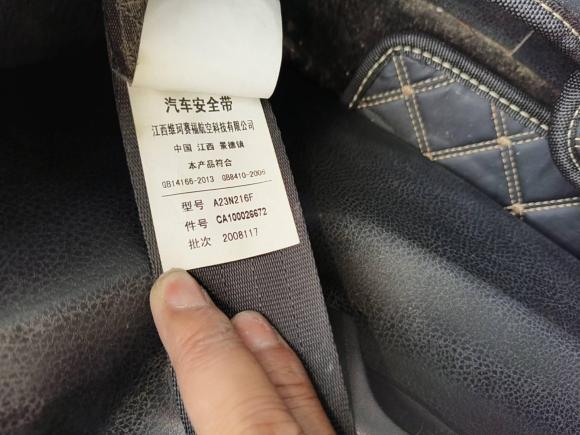 汽车安全带
江西维珂赛福航空科技有限公司
中国 江西 景德镇
本产品符合
GB14166-2013 GB8410-2006
型号 A23N216F
件号 CA100026672
批次 2008117